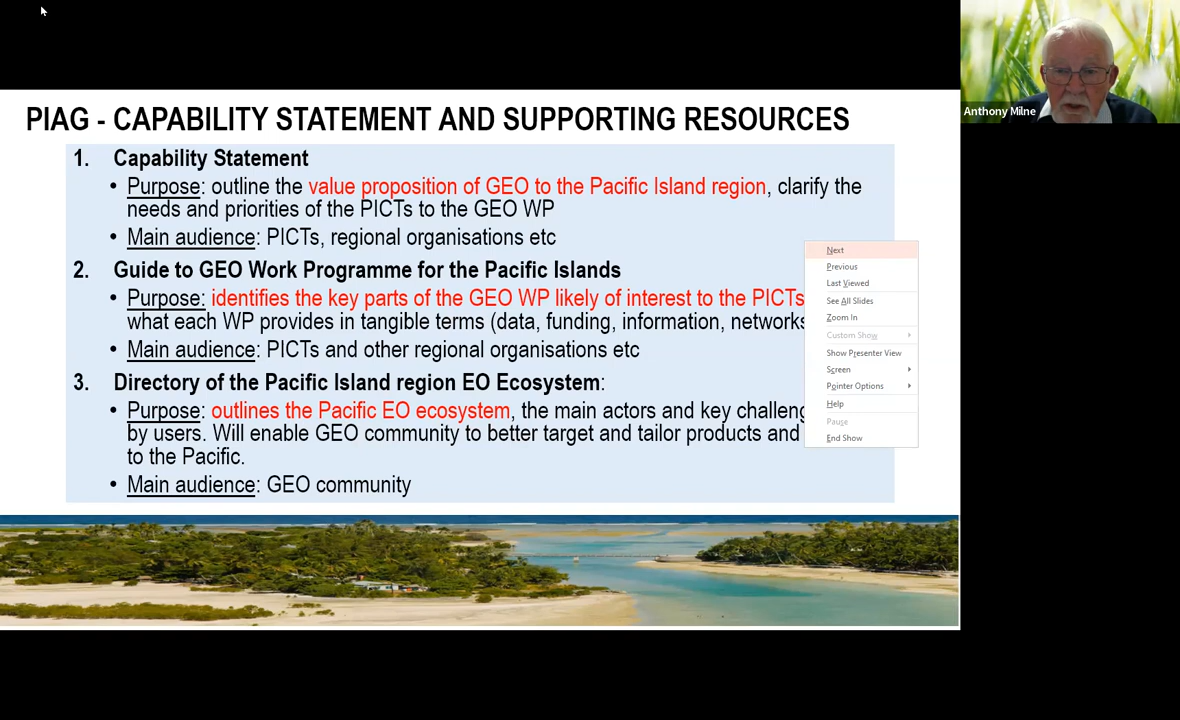 Anthony Milne
PIAG - CAPABILITY STATEMENT AND SUPPORTING RESOURCES
1. Capability Statement
• Purpose: outline the value proposition of GEO to the Pacific Island region, clarify the
needs and priorities of the PICTs to the GEO WP
• Main audience: PICTs, regional organisations etc
2. Guide to GEO Work Programme for the Pacific Islands
• Purpose: identifies the key parts of the GEO WP likely of interest to the PICTs
what each WP provides in tangible terms (data, funding, information, networks
• Main audience: PICTs and other regional organisations etc
3. Directory of the Pacific Island region EO Ecosystem:
• Purpose: outlines the Pacific EO ecosystem, the main actors and key
by users. Will enable GEO community to better target and tailor products and
to the Pacific.
• Main audience: GEO community
Next
Previous
Last Viewed
See All Slides
Zoom In
Custom Show
Show Presenter View
Screen
Pointer Options
Help
Pause
End Show